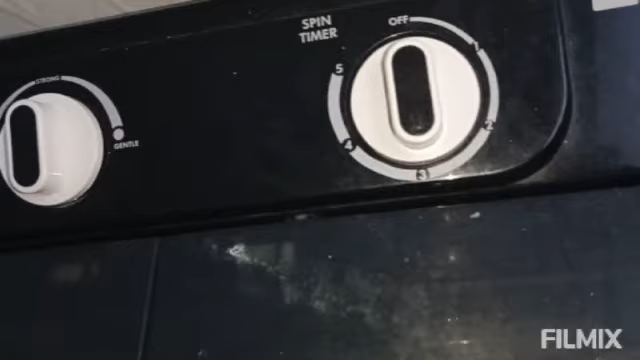 SPIN
TIMER
OFF
1
2
3
4
5
STRONG
GENTLE
FILMIX